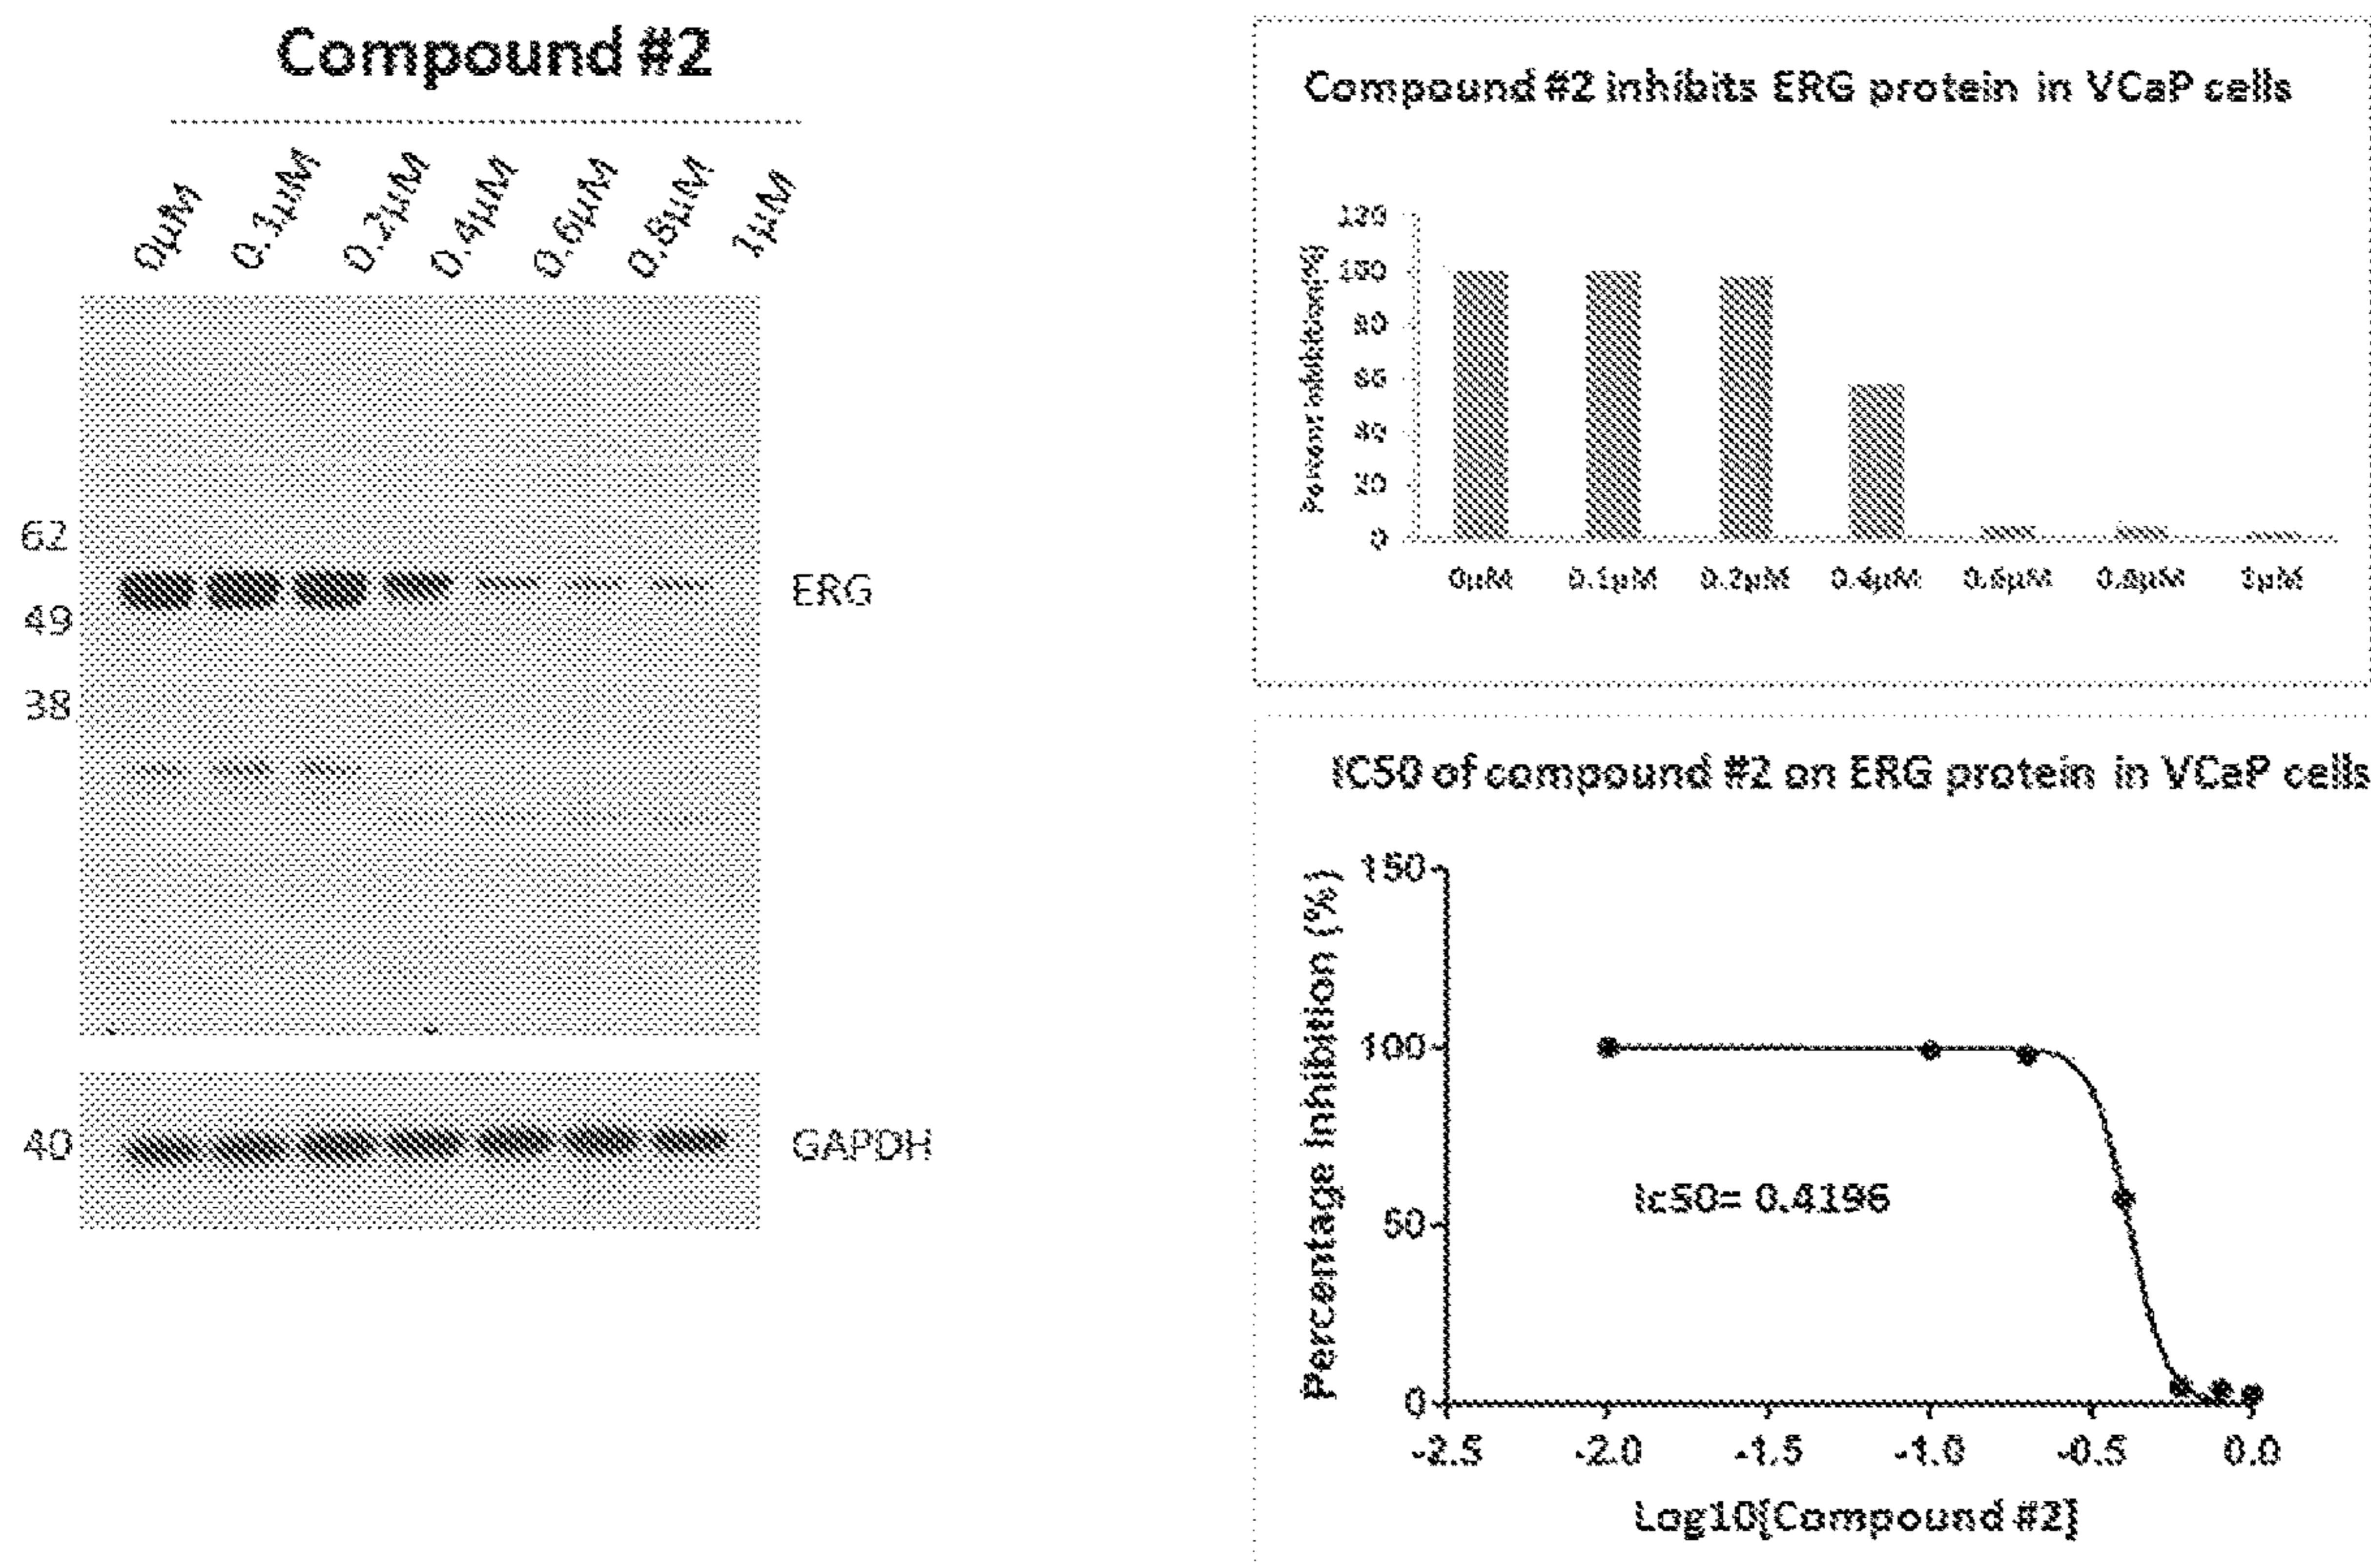 Compound #2
0µM 0.1µM 0.2µM 0.4µM 0.6µM 0.8µM 1µM
62
49
38
ERG
40
GAPDH
Compound #2 inhibits ERG protein in VCaP cells
Percent inhibition(%)
120
100
80
60
40
20
0
0µM 0.1µM 0.2µM 0.4µM 0.6µM 0.8µM 1µM
IC50 of compound #2 on ERG protein in VCaP cells
Percentage Inhibition (%)
150
100
50
0
Ic50= 0.4196
-2.5 -2.0 -1.5 -1.0 -0.5 0.0
Log10[Compound #2]